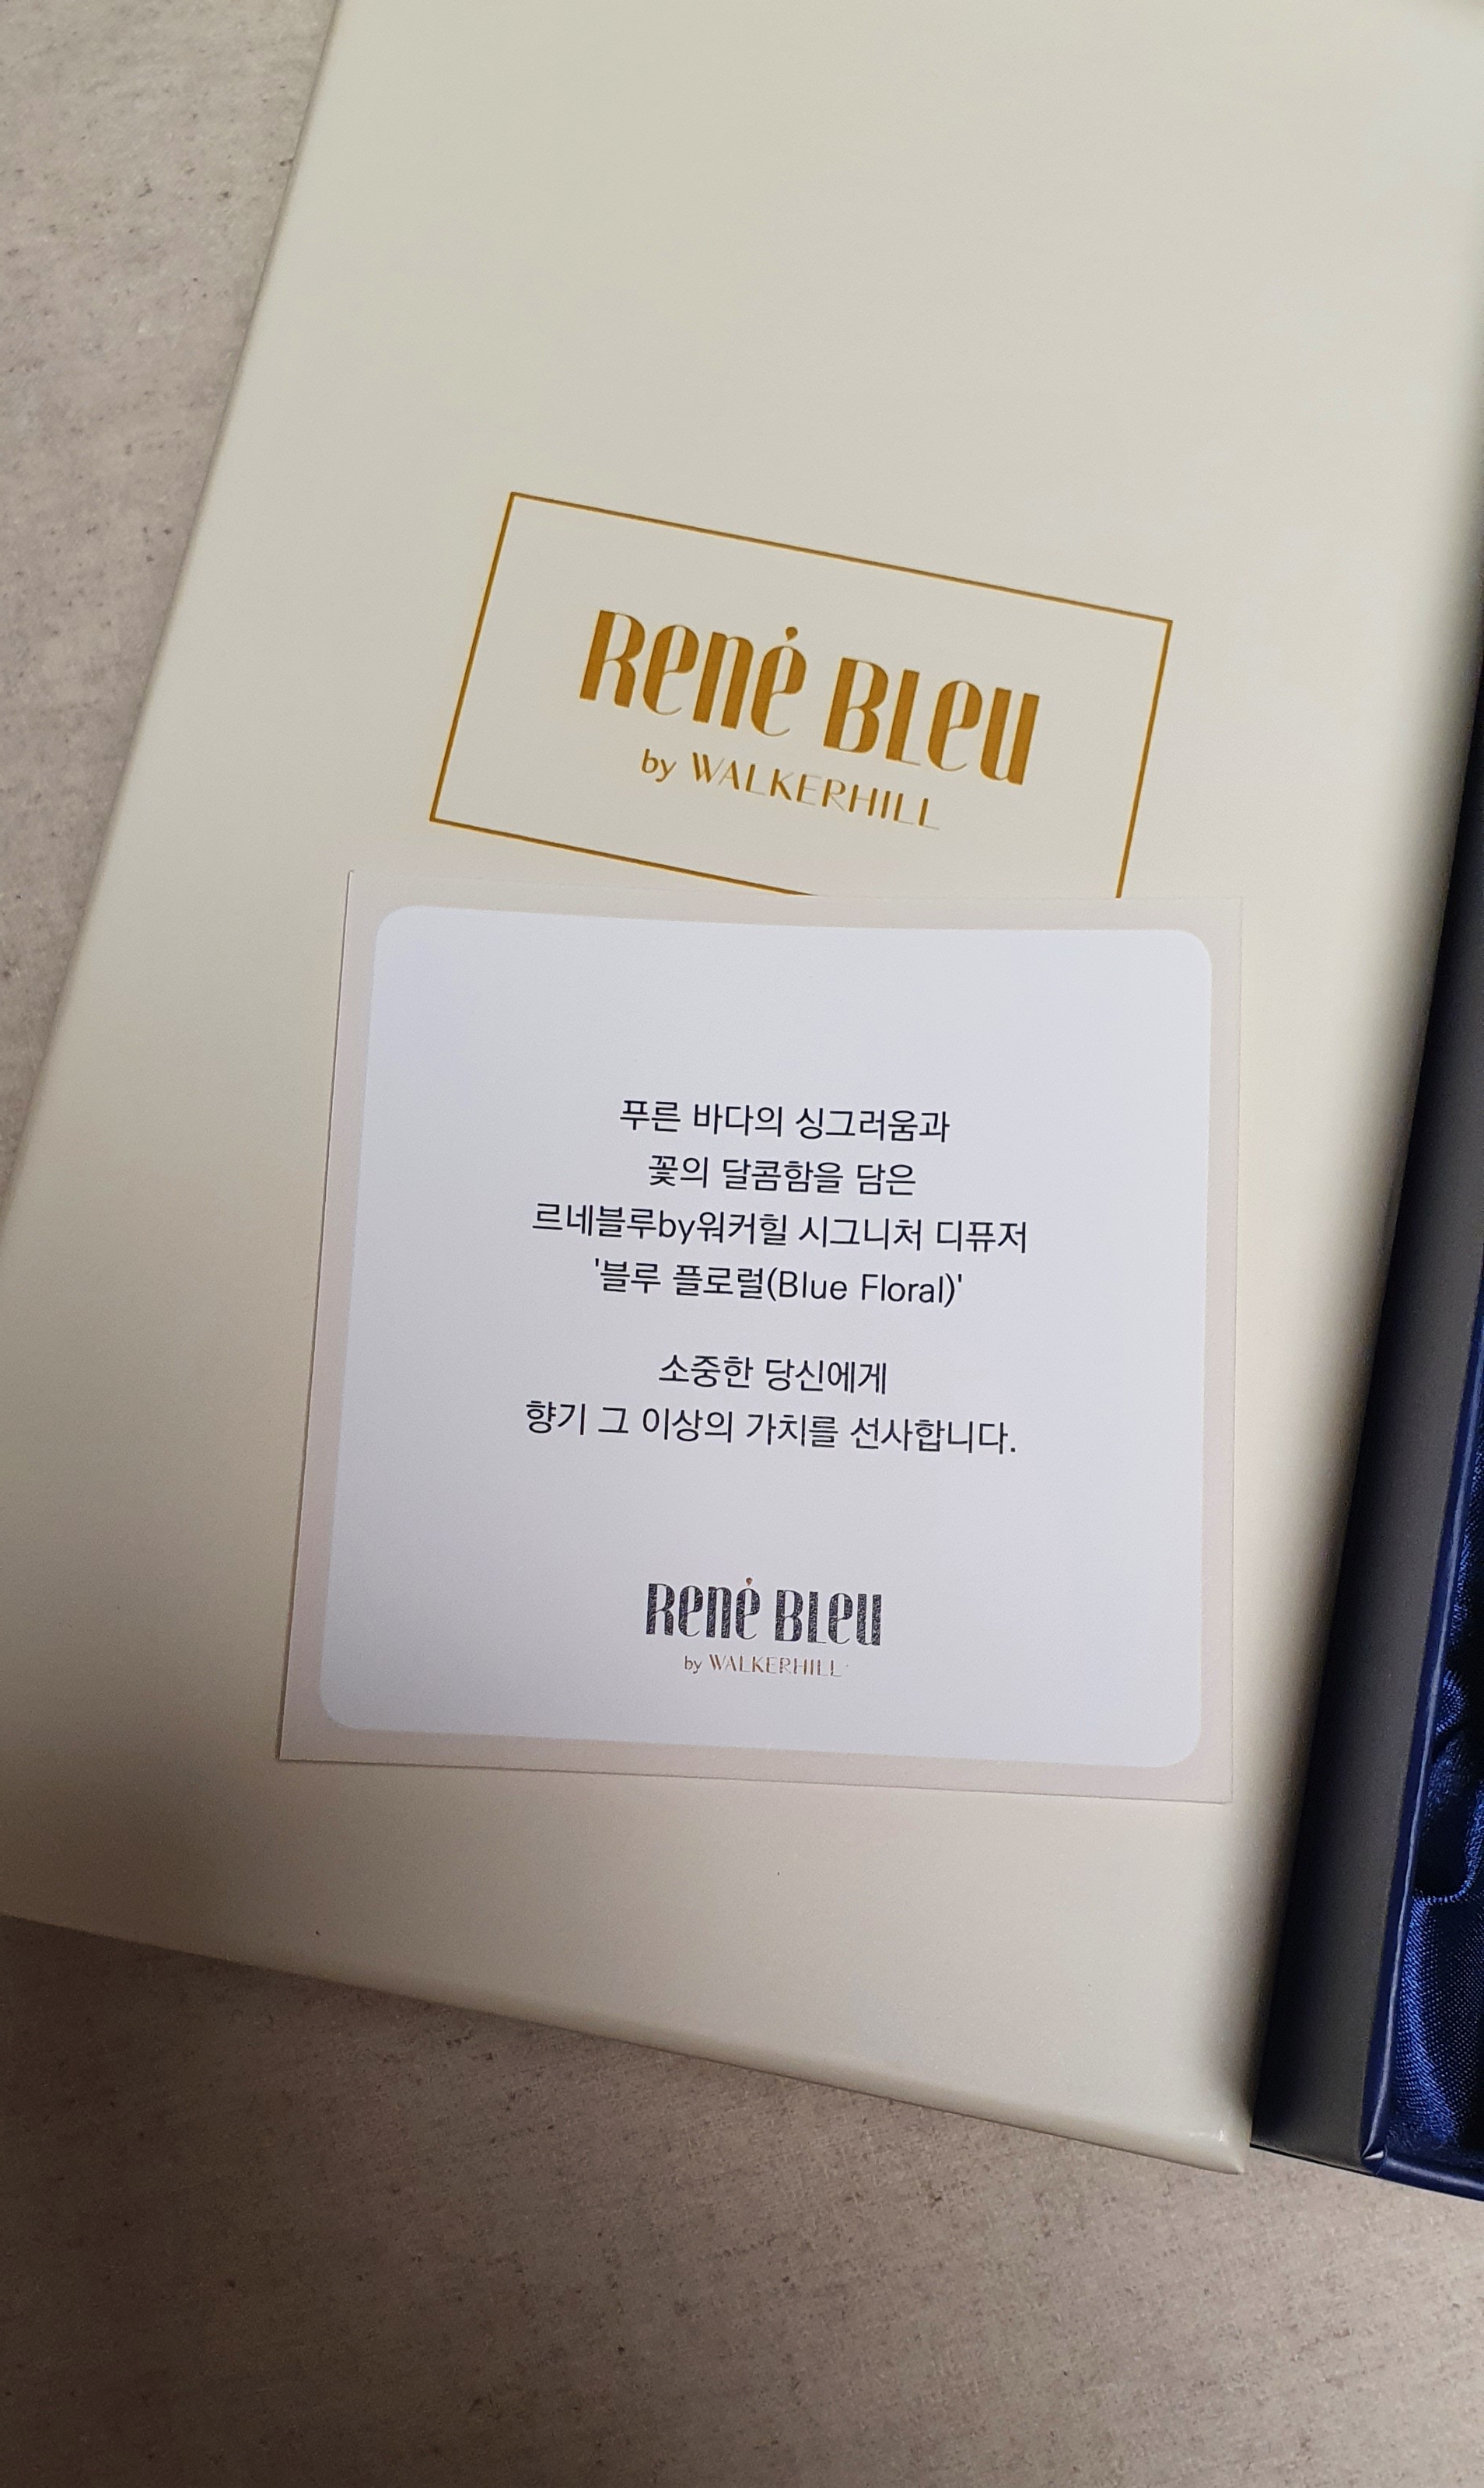 René BLeu
by WALKERHILL
푸른 바다의 싱그러움과
꽃의 달콤함을 담은
르네블루by워커힐 시그니처 디퓨저
'블루 플로럴(Blue Floral)'
소중한 당신에게
향기 그 이상의 가치를 선사합니다.
René BLeu
by WALKERHILL